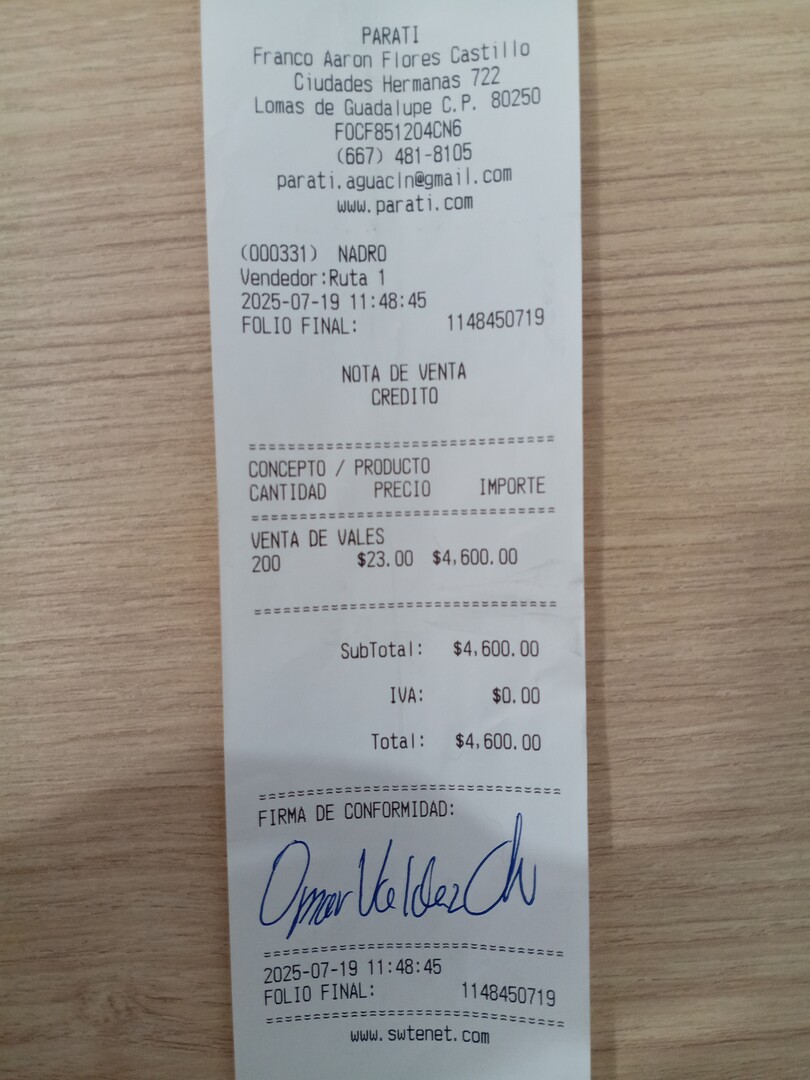 PARATI
Franco Aaron Flores Castillo
Ciudades Hermanas 722
Lomas de Guadalupe C.P. 80250
FOCF851204CN6
(667) 481-8105
parati.aguacln@gmail.com
www.parati.com
(000331) NADRO
Vendedor:Ruta 1
2025-07-19 11:48:45
FOLIO FINAL: 1148450719
NOTA DE VENTA
CREDITO
===============================
CONCEPTO / PRODUCTO
CANTIDAD PRECIO IMPORTE
===============================
VENTA DE VALES
200 $23.00 $4,600.00
===============================
SubTotal: $4,600.00
IVA: $0.00
Total: $4,600.00
===============================
FIRMA DE CONFORMIDAD:
Omar Valdez
===============================
2025-07-19 11:48:45
FOLIO FINAL: 1148450719
===============================
www.swtenet.com